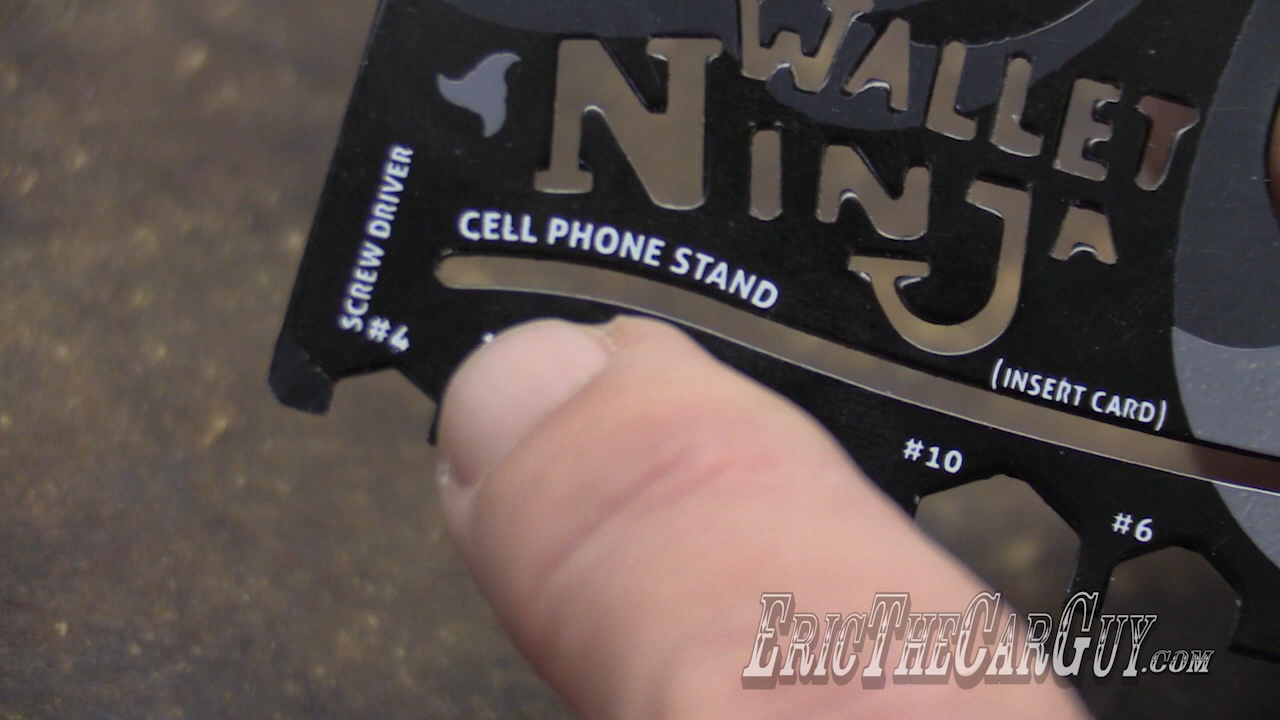 WALLET
NINJA
SCREW DRIVER
CELL PHONE STAND
(INSERT CARD)
#4
#10
#6
ERICTHECARGUY.COM